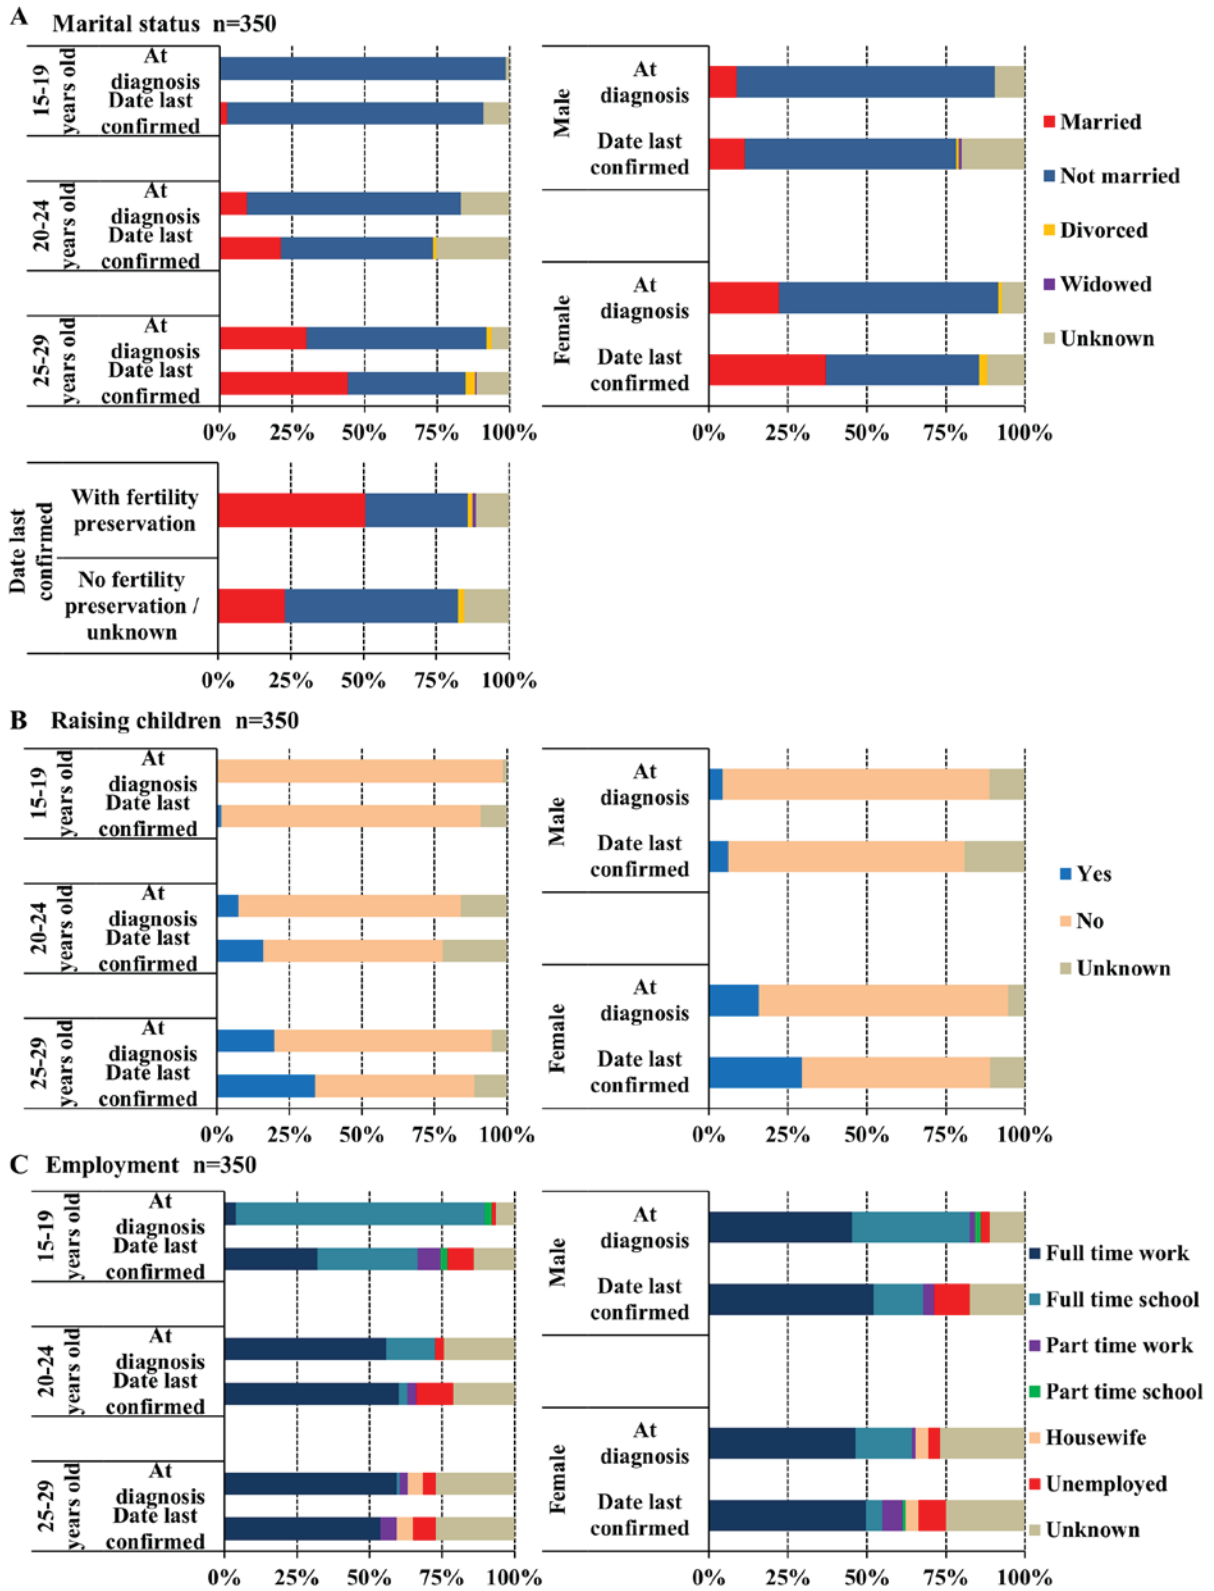 A Marital status n=350
15-19
years old
At
diagnosis
Date last
confirmed
20-24
years old
At
diagnosis
Date last
confirmed
25-29
years old
At
diagnosis
Date last
confirmed
0% 25% 50% 75% 100%
Male
At
diagnosis
Date last
confirmed
Female
At
diagnosis
Date last
confirmed
0% 25% 50% 75% 100%
Married
Not married
Divorced
Widowed
Unknown
Date last
confirmed
With fertility
preservation
No fertility
preservation /
unknown
0% 25% 50% 75% 100%
B Raising children n=350
15-19
years old
At
diagnosis
Date last
confirmed
20-24
years old
At
diagnosis
Date last
confirmed
25-29
years old
At
diagnosis
Date last
confirmed
0% 25% 50% 75% 100%
Male
At
diagnosis
Date last
confirmed
Female
At
diagnosis
Date last
confirmed
0% 25% 50% 75% 100%
Yes
No
Unknown
C Employment n=350
15-19
years old
At
diagnosis
Date last
confirmed
20-24
years old
At
diagnosis
Date last
confirmed
25-29
years old
At
diagnosis
Date last
confirmed
0% 25% 50% 75% 100%
Male
At
diagnosis
Date last
confirmed
Female
At
diagnosis
Date last
confirmed
0% 25% 50% 75% 100%
Full time work
Full time school
Part time work
Part time school
Housewife
Unemployed
Unknown